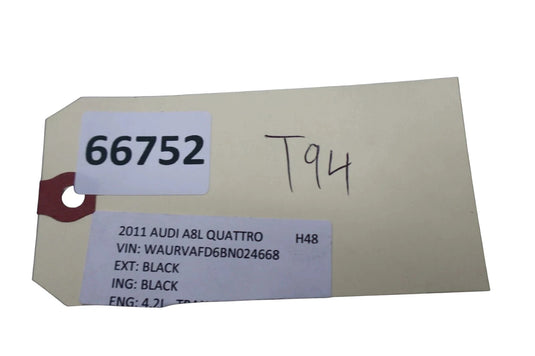 66752
T94
2011 AUDI A8L QUATTRO H48
VIN: WAURVAFD6BN024668
EXT: BLACK
ING: BLACK
ENG: 4.2L